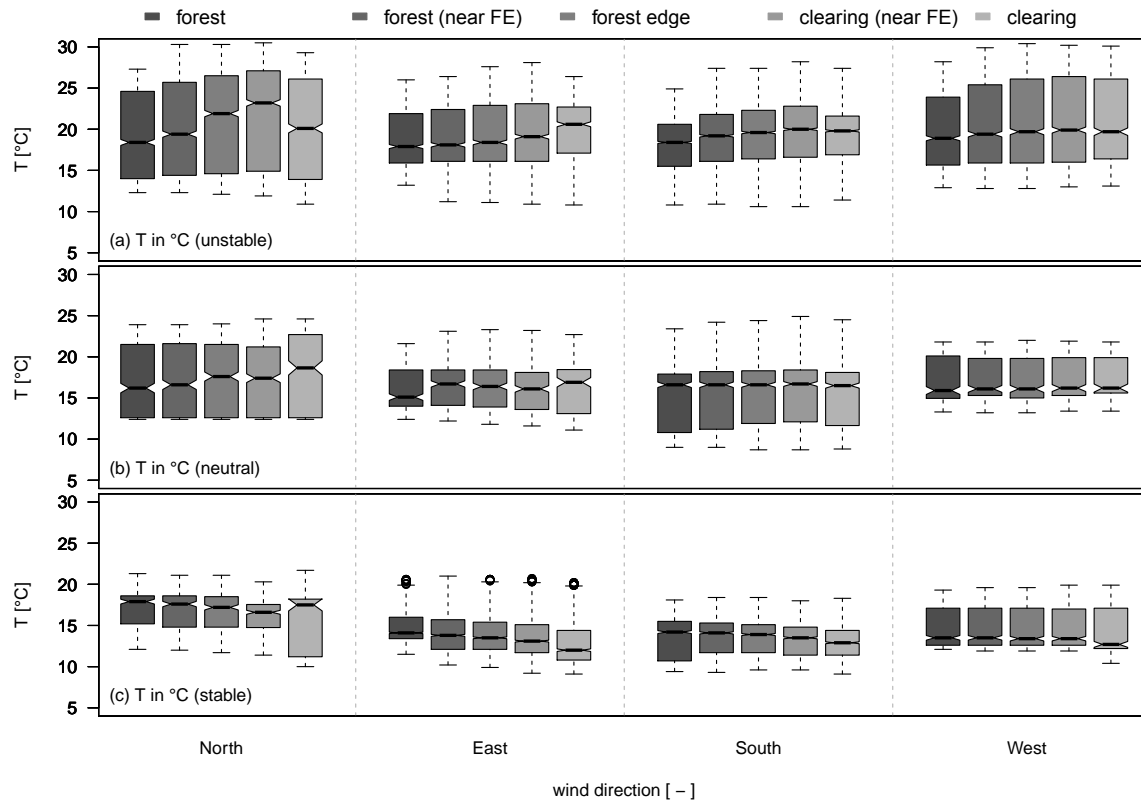 forest forest (near FE) forest edge clearing (near FE) clearing
30
25
20
15
10
5
T [°C]
(a) T in °C (unstable)
30
25
20
15
10
5
T [°C]
(b) T in °C (neutral)
30
25
20
15
10
5
T [°C]
(c) T in °C (stable)
North East South West
wind direction [ − ]